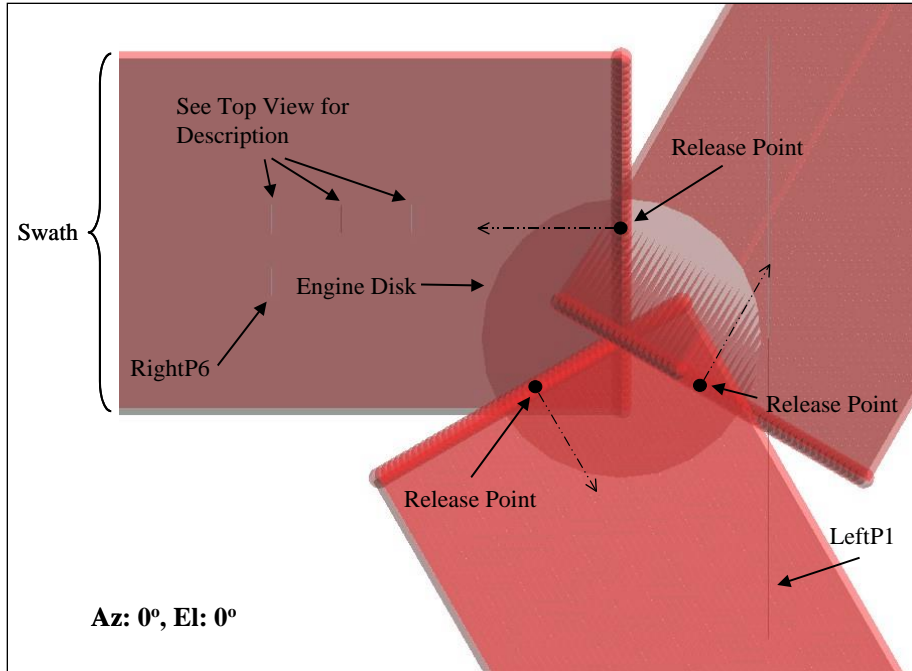 See Top View for
Description
Release Point
Swath
Engine Disk
RightP6
Release Point
Release Point
LeftP1
Az: 0º, El: 0º